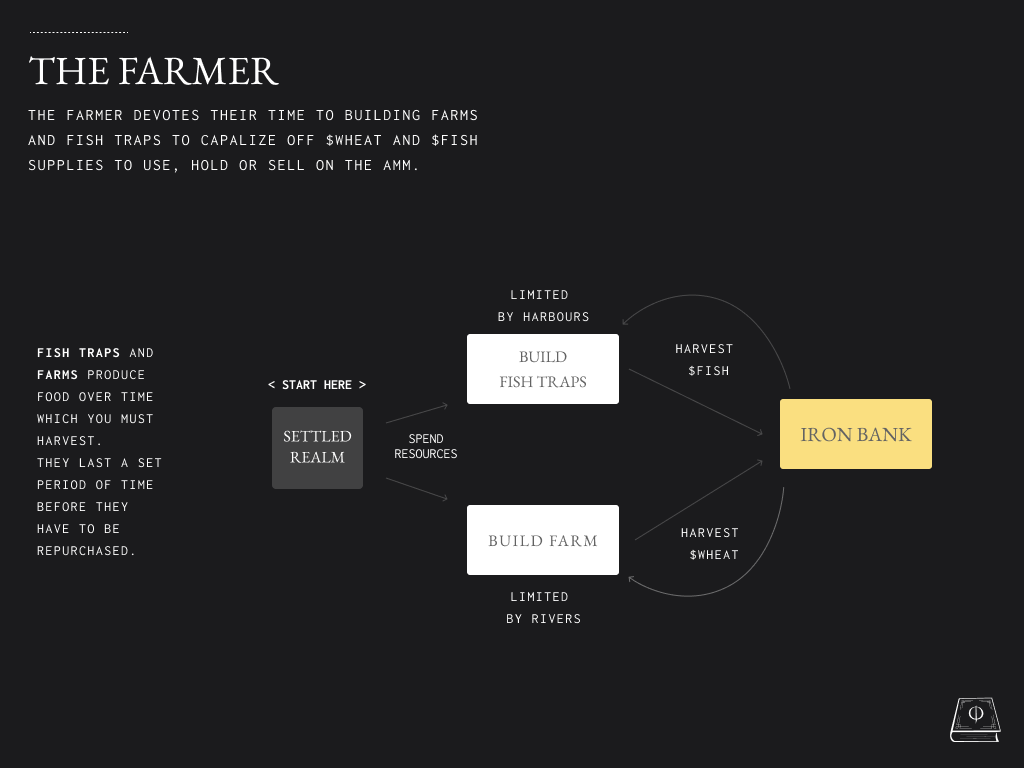 THE FARMER
THE FARMER DEVOTES THEIR TIME TO BUILDING FARMS
AND FISH TRAPS TO CAPALIZE OFF $WHEAT AND $FISH
SUPPLIES TO USE, HOLD OR SELL ON THE AMM.
FISH TRAPS AND
FARMS PRODUCE
FOOD OVER TIME
WHICH YOU MUST
HARVEST.
THEY LAST A SET
PERIOD OF TIME
BEFORE THEY
HAVE TO BE
REPURCHASED.
< START HERE >
SETTLED
REALM
SPEND
RESOURCES
LIMITED
BY HARBOURS
BUILD
FISH TRAPS
BUILD FARM
LIMITED
BY RIVERS
HARVEST
$FISH
HARVEST
$WHEAT
IRON BANK